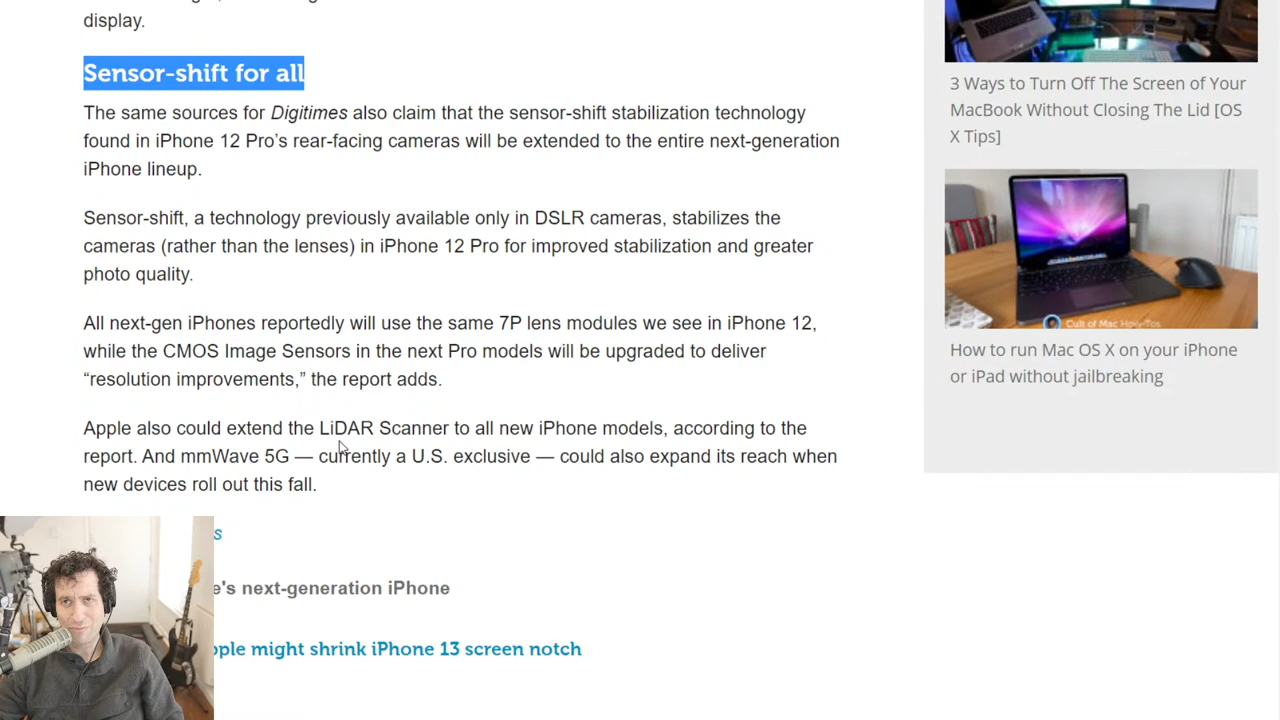 display.
Sensor-shift for all
The same sources for Digitimes also claim that the sensor-shift stabilization technology
found in iPhone 12 Pro’s rear-facing cameras will be extended to the entire next-generation
iPhone lineup.
Sensor-shift, a technology previously available only in DSLR cameras, stabilizes the
cameras (rather than the lenses) in iPhone 12 Pro for improved stabilization and greater
photo quality.
All next-gen iPhones reportedly will use the same 7P lens modules we see in iPhone 12,
while the CMOS Image Sensors in the next Pro models will be upgraded to deliver
“resolution improvements,” the report adds.
Apple also could extend the LiDAR Scanner to all new iPhone models, according to the
report. And mmWave 5G — currently a U.S. exclusive — could also expand its reach when
new devices roll out this fall.
s
e's next-generation iPhone
pple might shrink iPhone 13 screen notch
3 Ways to Turn Off The Screen of Your
MacBook Without Closing The Lid [OS
X Tips]
Cult of Mac How-Tos
How to run Mac OS X on your iPhone
or iPad without jailbreaking